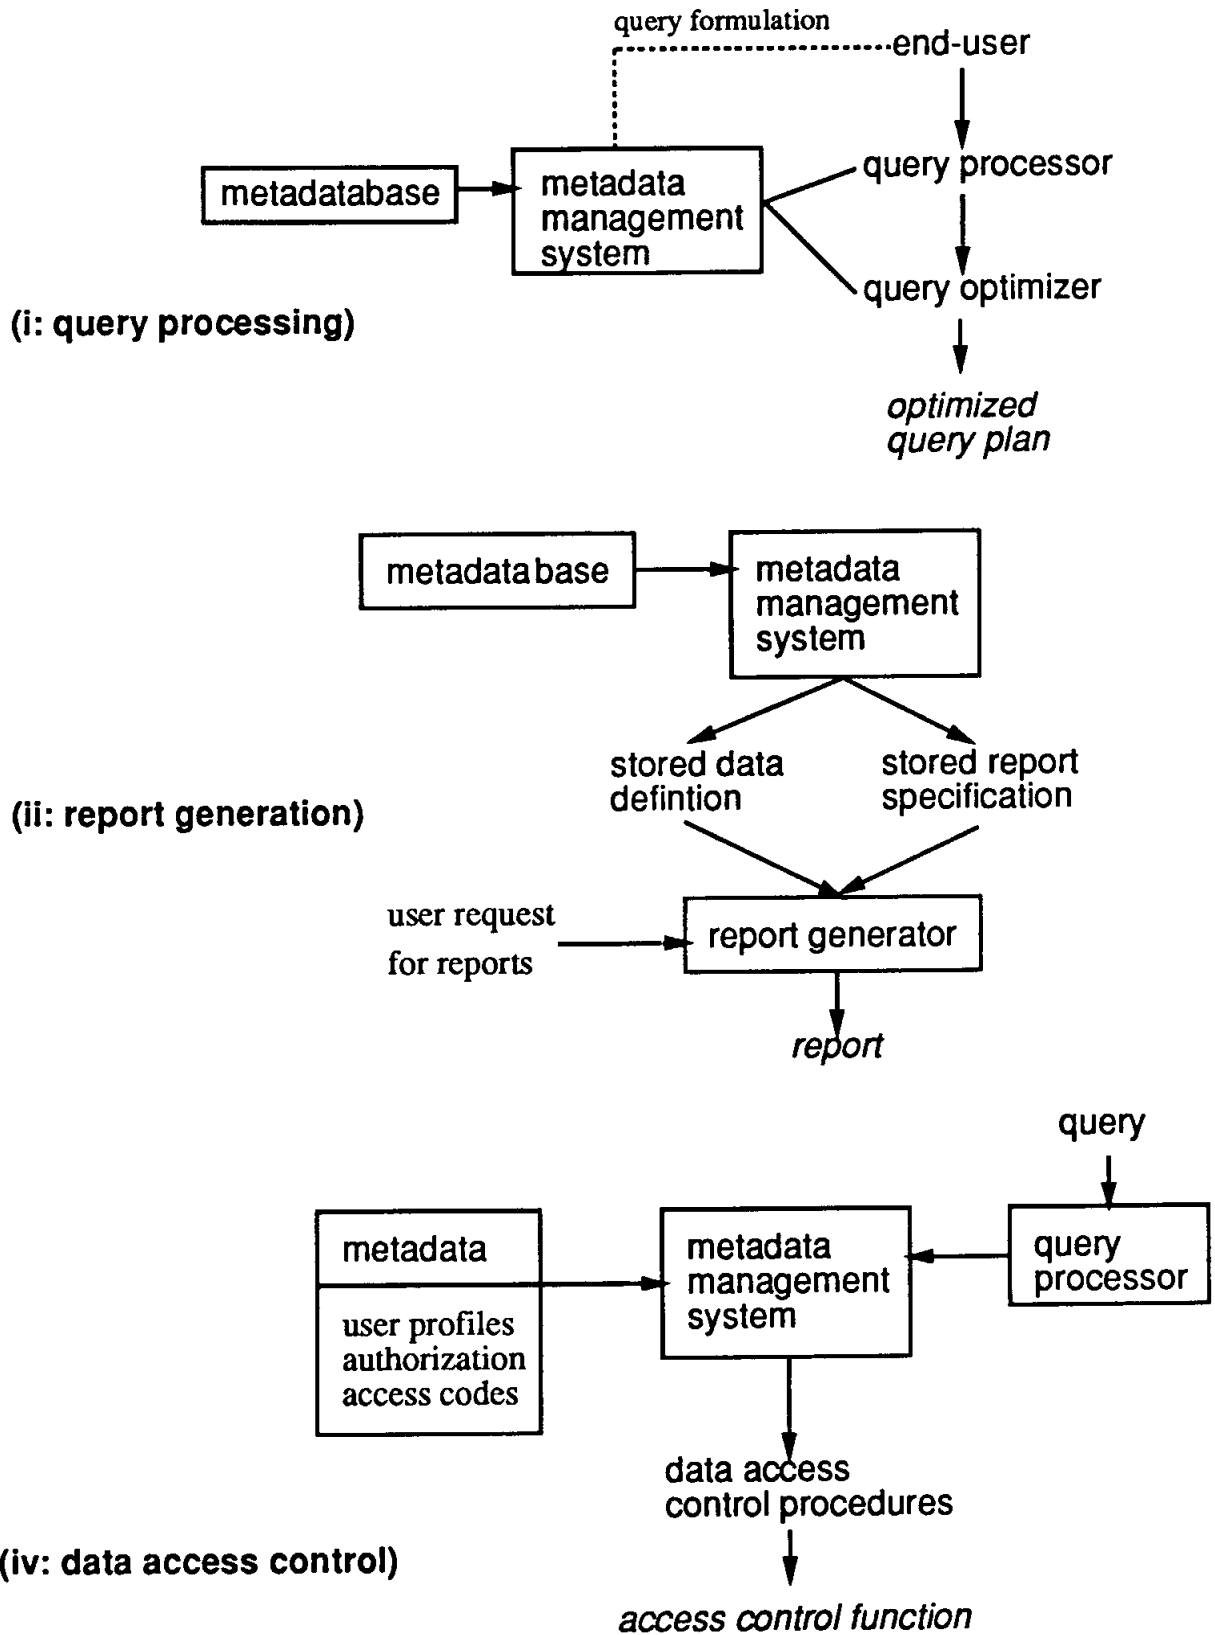 query formulation
end-user
metadatabase
metadata
management
system
query processor
query optimizer
(i: query processing)
optimized
query plan
metadatabase
metadata
management
system
stored data
defintion
stored report
specification
(ii: report generation)
user request
for reports
report generator
report
query
metadata
user profiles
authorization
access codes
metadata
management
system
query
processor
data access
control procedures
(iv: data access control)
access control function